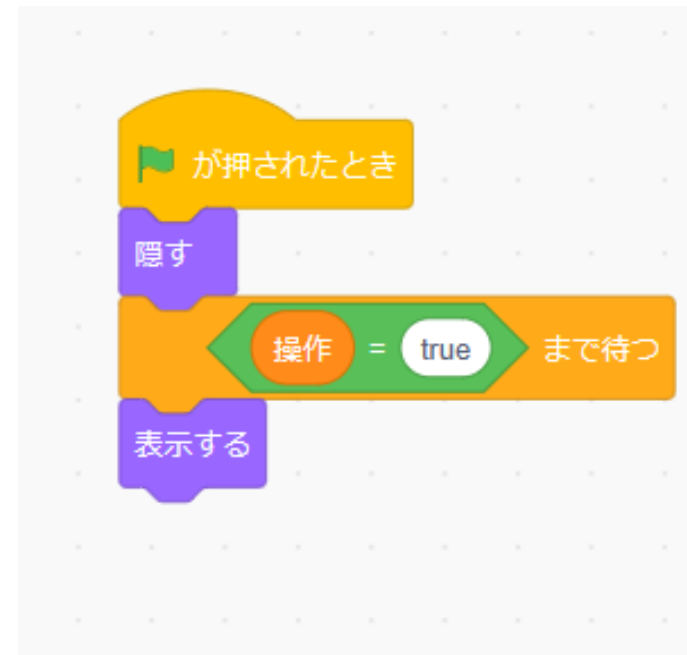 が押されたとき
隠す
操作 = true まで待つ
表示する